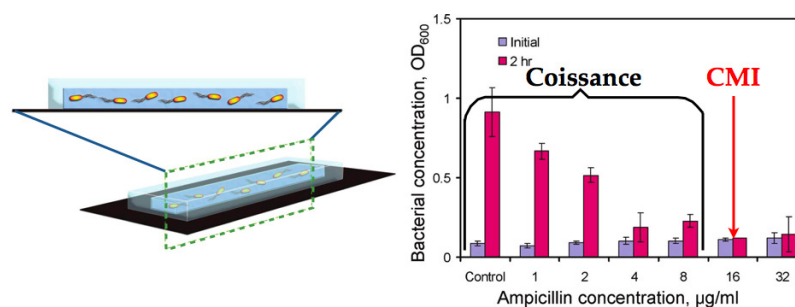 1.5
Initial
2 hr
Coissance
CMI
1
0.5
0
Bacterial concentration, OD600
Control 1 2 4 8 16 32
Ampicillin concentration, µg/ml